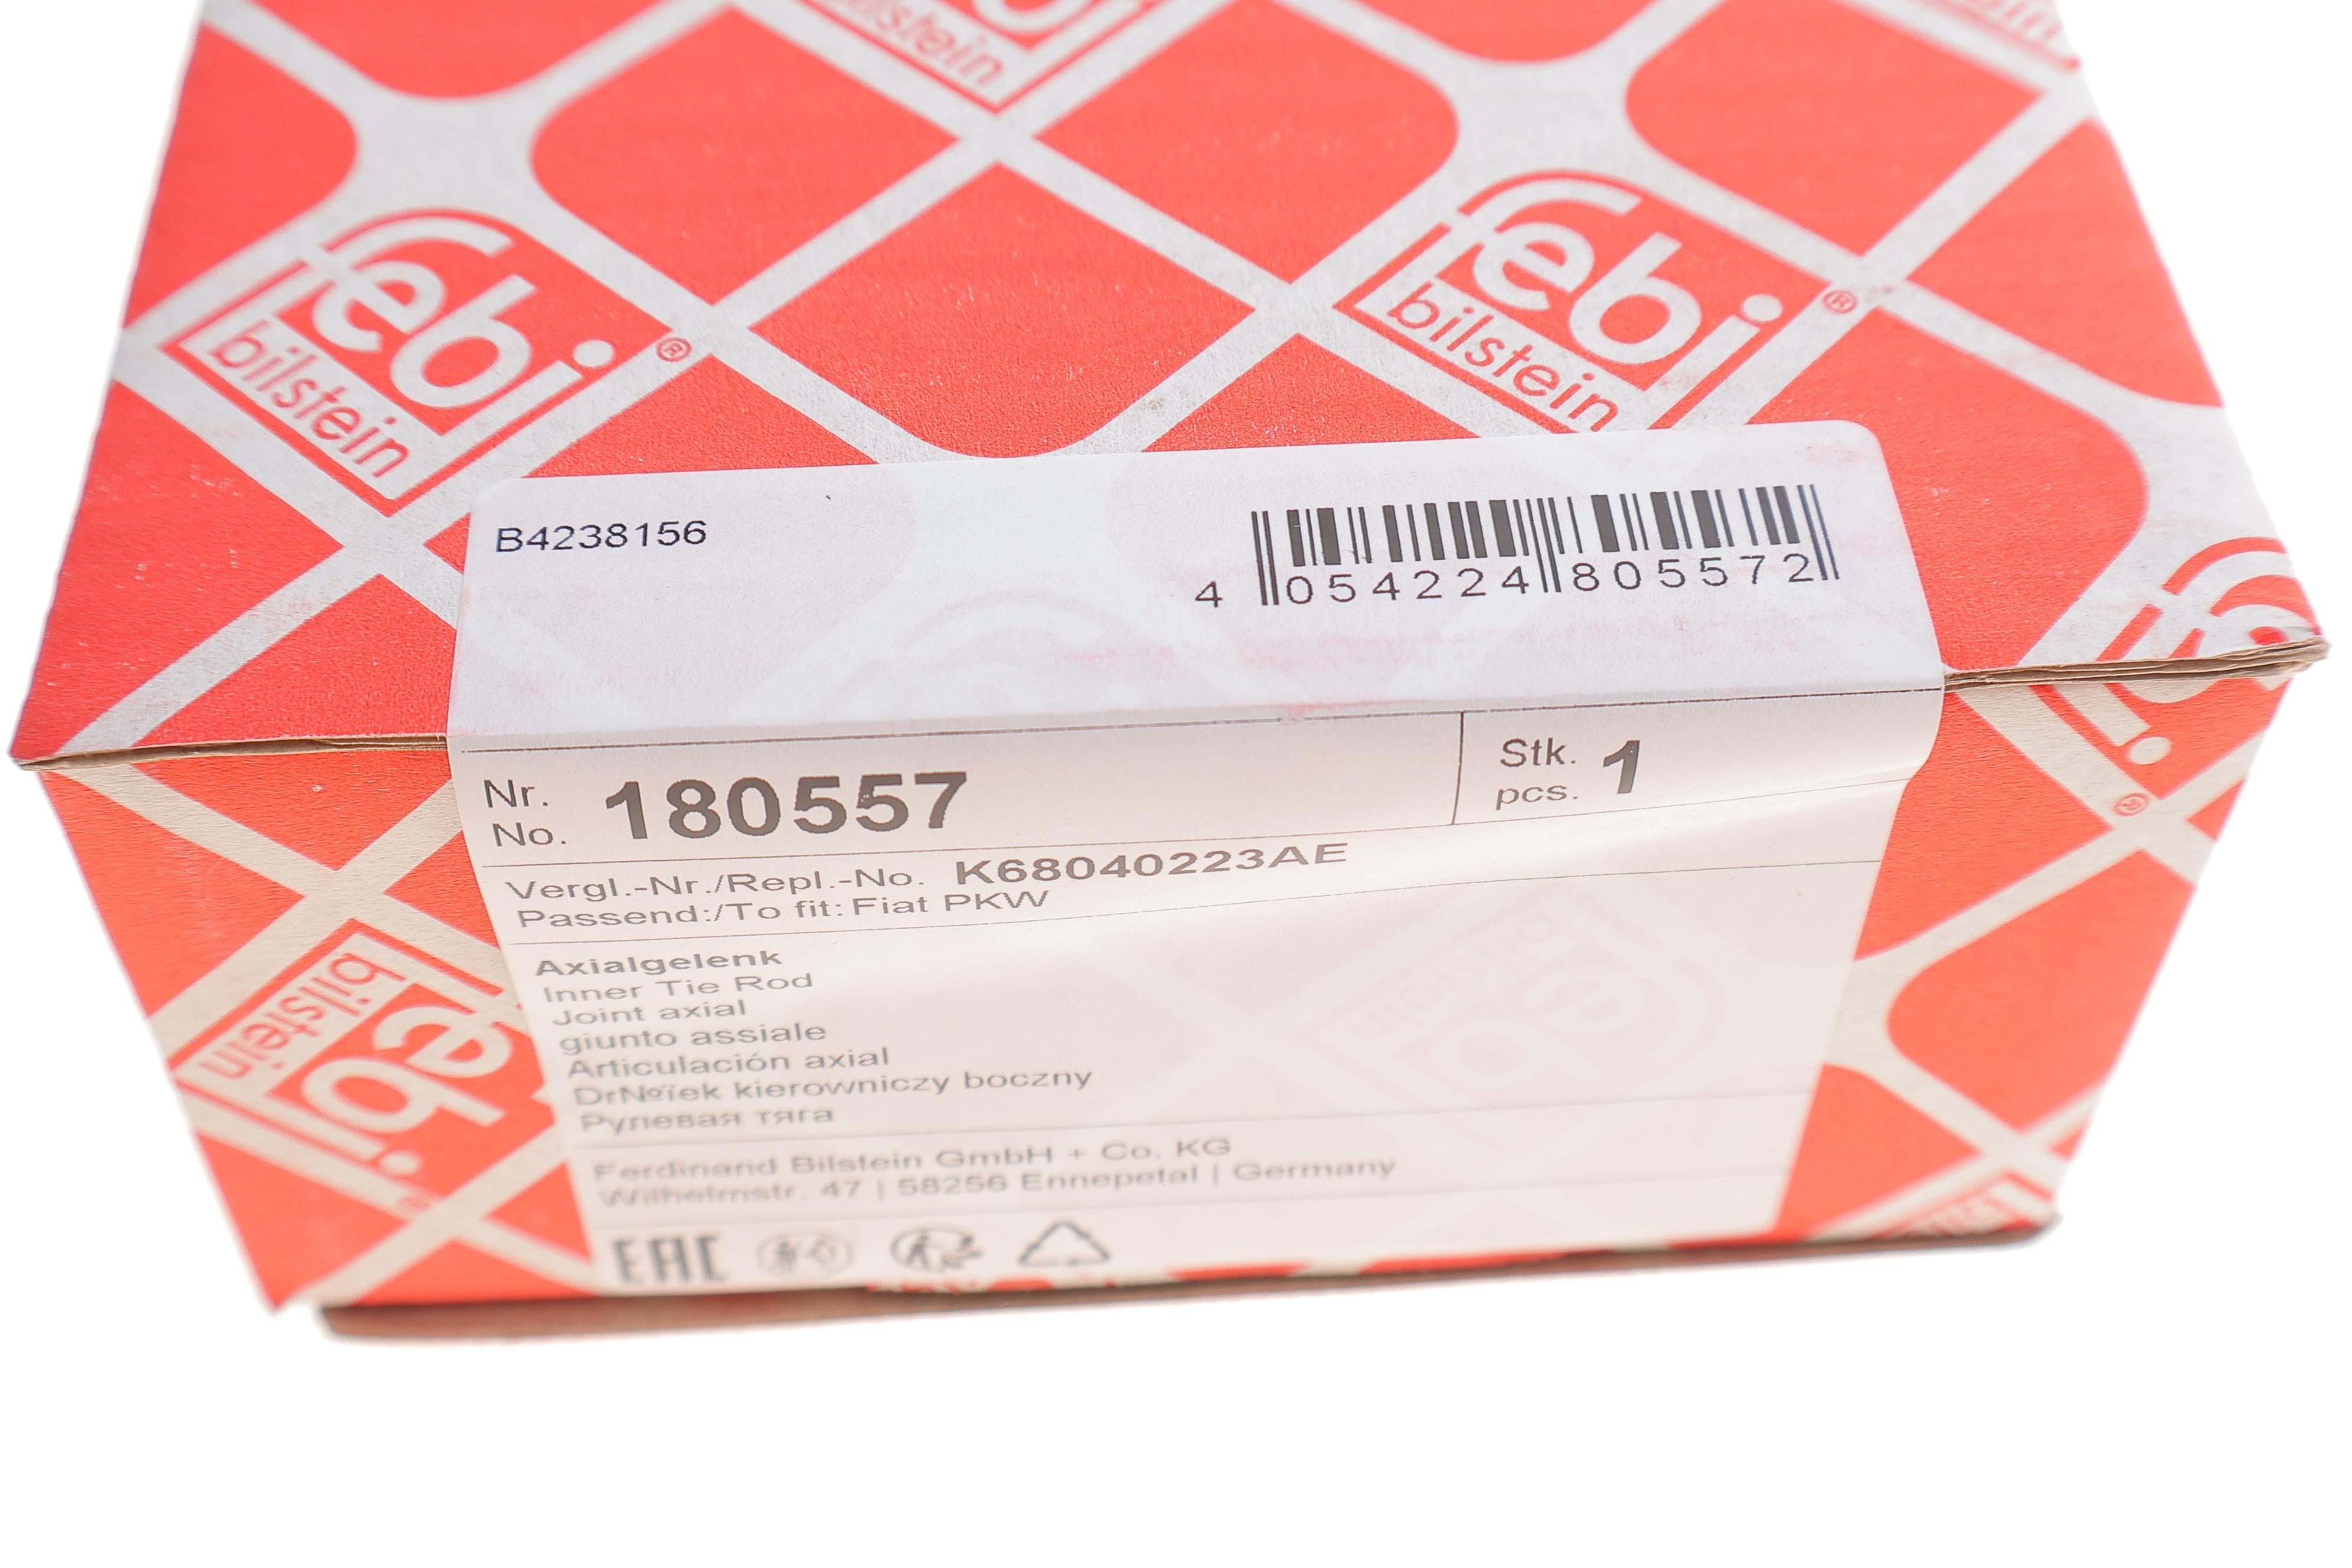 bilstein
febi
bilstein
®
febi
bilstein
®
B4238156
4 054224 805572
Nr.
No. 180557
Stk.
pcs. 1
Vergl.-Nr./Repl.-No. K68040223AE
Passend:/To fit: Fiat PKW
Axialgelenk
Inner Tie Rod
Joint axial
giunto assiale
Articulación axial
DrNºïek kierowniczy boczny
Рулевая тяга
Ferdinand Bilstein GmbH + Co. KG
Wilhelmstr. 47 | 58256 Ennepetal | Germany
EAC
febi
bilstein
®